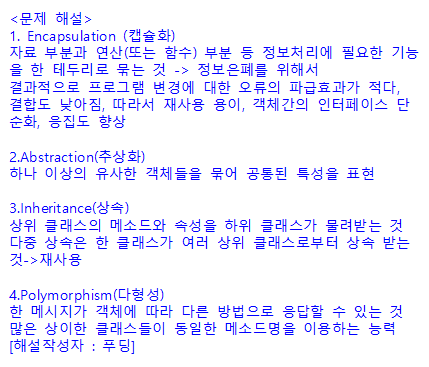 <문제 해설>
1. Encapsulation (캡슐화)
자료 부분과 연산(또는 함수) 부분 등 정보처리에 필요한 기능
을 한 테두리로 묶는 것 -> 정보은폐를 위해서
결과적으로 프로그램 변경에 대한 오류의 파급효과가 적다,
결합도 낮아짐, 따라서 재사용 용이, 객체간의 인터페이스 단
순화, 응집도 향상
2.Abstraction(추상화)
하나 이상의 유사한 객체들을 묶어 공통된 특성을 표현
3.Inheritance(상속)
상위 클래스의 메소드와 속성을 하위 클래스가 물려받는 것
다중 상속은 한 클래스가 여러 상위 클래스로부터 상속 받는
것->재사용
4.Polymorphism(다형성)
한 메시지가 객체에 따라 다른 방법으로 응답할 수 있는 것
많은 상이한 클래스들이 동일한 메소드명을 이용하는 능력
[해설작성자 : 푸딩]